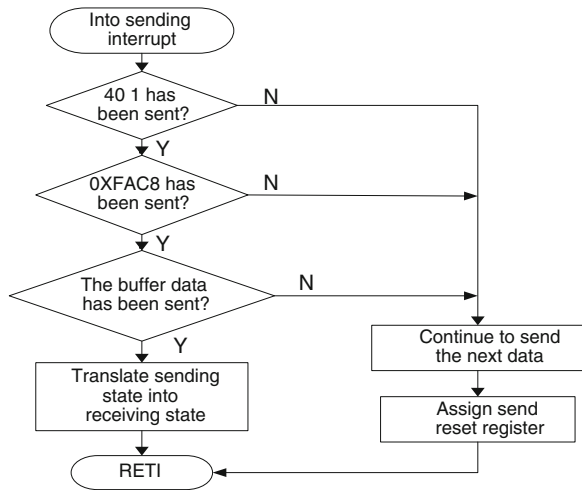 Into sending
interrupt
40 1 has
been sent?
N
Y
0XFAC8 has
been sent?
N
Y
The buffer data
has been sent?
N
Y
Continue to send
the next data
Translate sending
state into
receiving state
Assign send
reset register
RETI